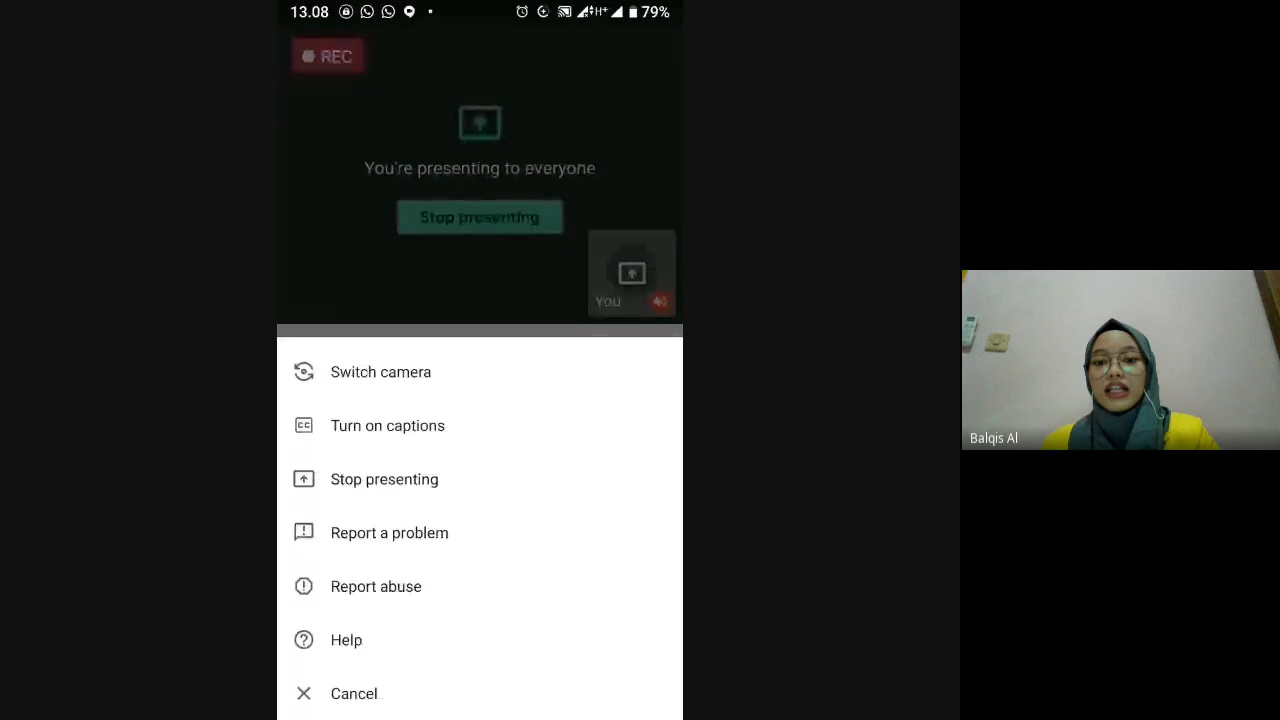 13.08
H+
79%
REC
You're presenting to everyone
Stop presenting
You
Switch camera
CC
Turn on captions
Stop presenting
Report a problem
Report abuse
Help
Cancel
Balqis Al